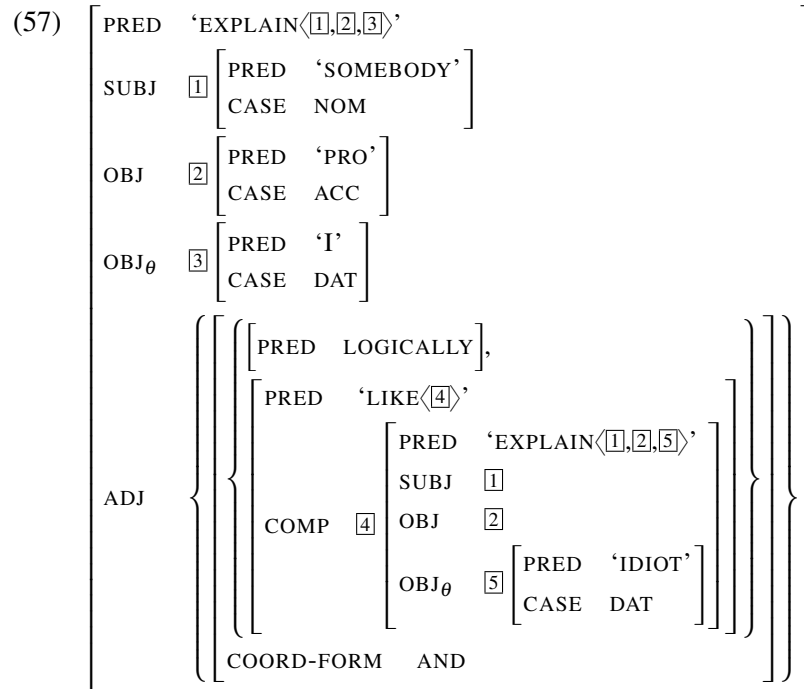 (57)
PRED ‘EXPLAIN⟨1,2,3⟩’
SUBJ 1 PRED ‘SOMEBODY’
CASE NOM
OBJ 2 PRED ‘PRO’
CASE ACC
OBJθ 3 PRED ‘I’
CASE DAT
ADJ
PRED LOGICALLY ,
PRED ‘LIKE⟨4⟩’
COMP 4
PRED ‘EXPLAIN⟨1,2,5⟩’
SUBJ 1
OBJ 2
OBJθ 5 PRED ‘IDIOT’
CASE DAT
COORD-FORM AND